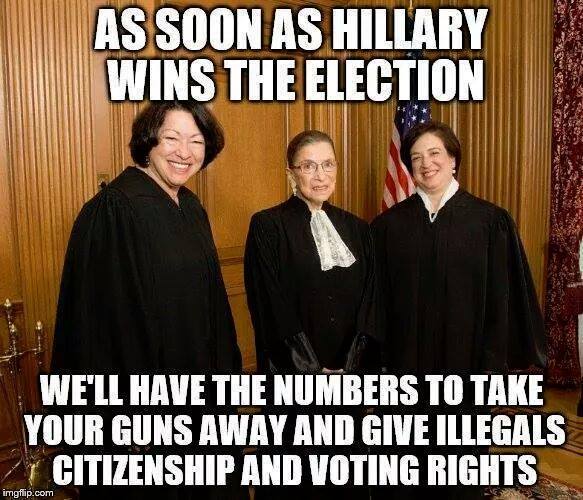 AS SOON AS HILLARY
WINS THE ELECTION
WE'LL HAVE THE NUMBERS TO TAKE
YOUR GUNS AWAY AND GIVE ILLEGALS
CITIZENSHIP AND VOTING RIGHTS
imgflip.com